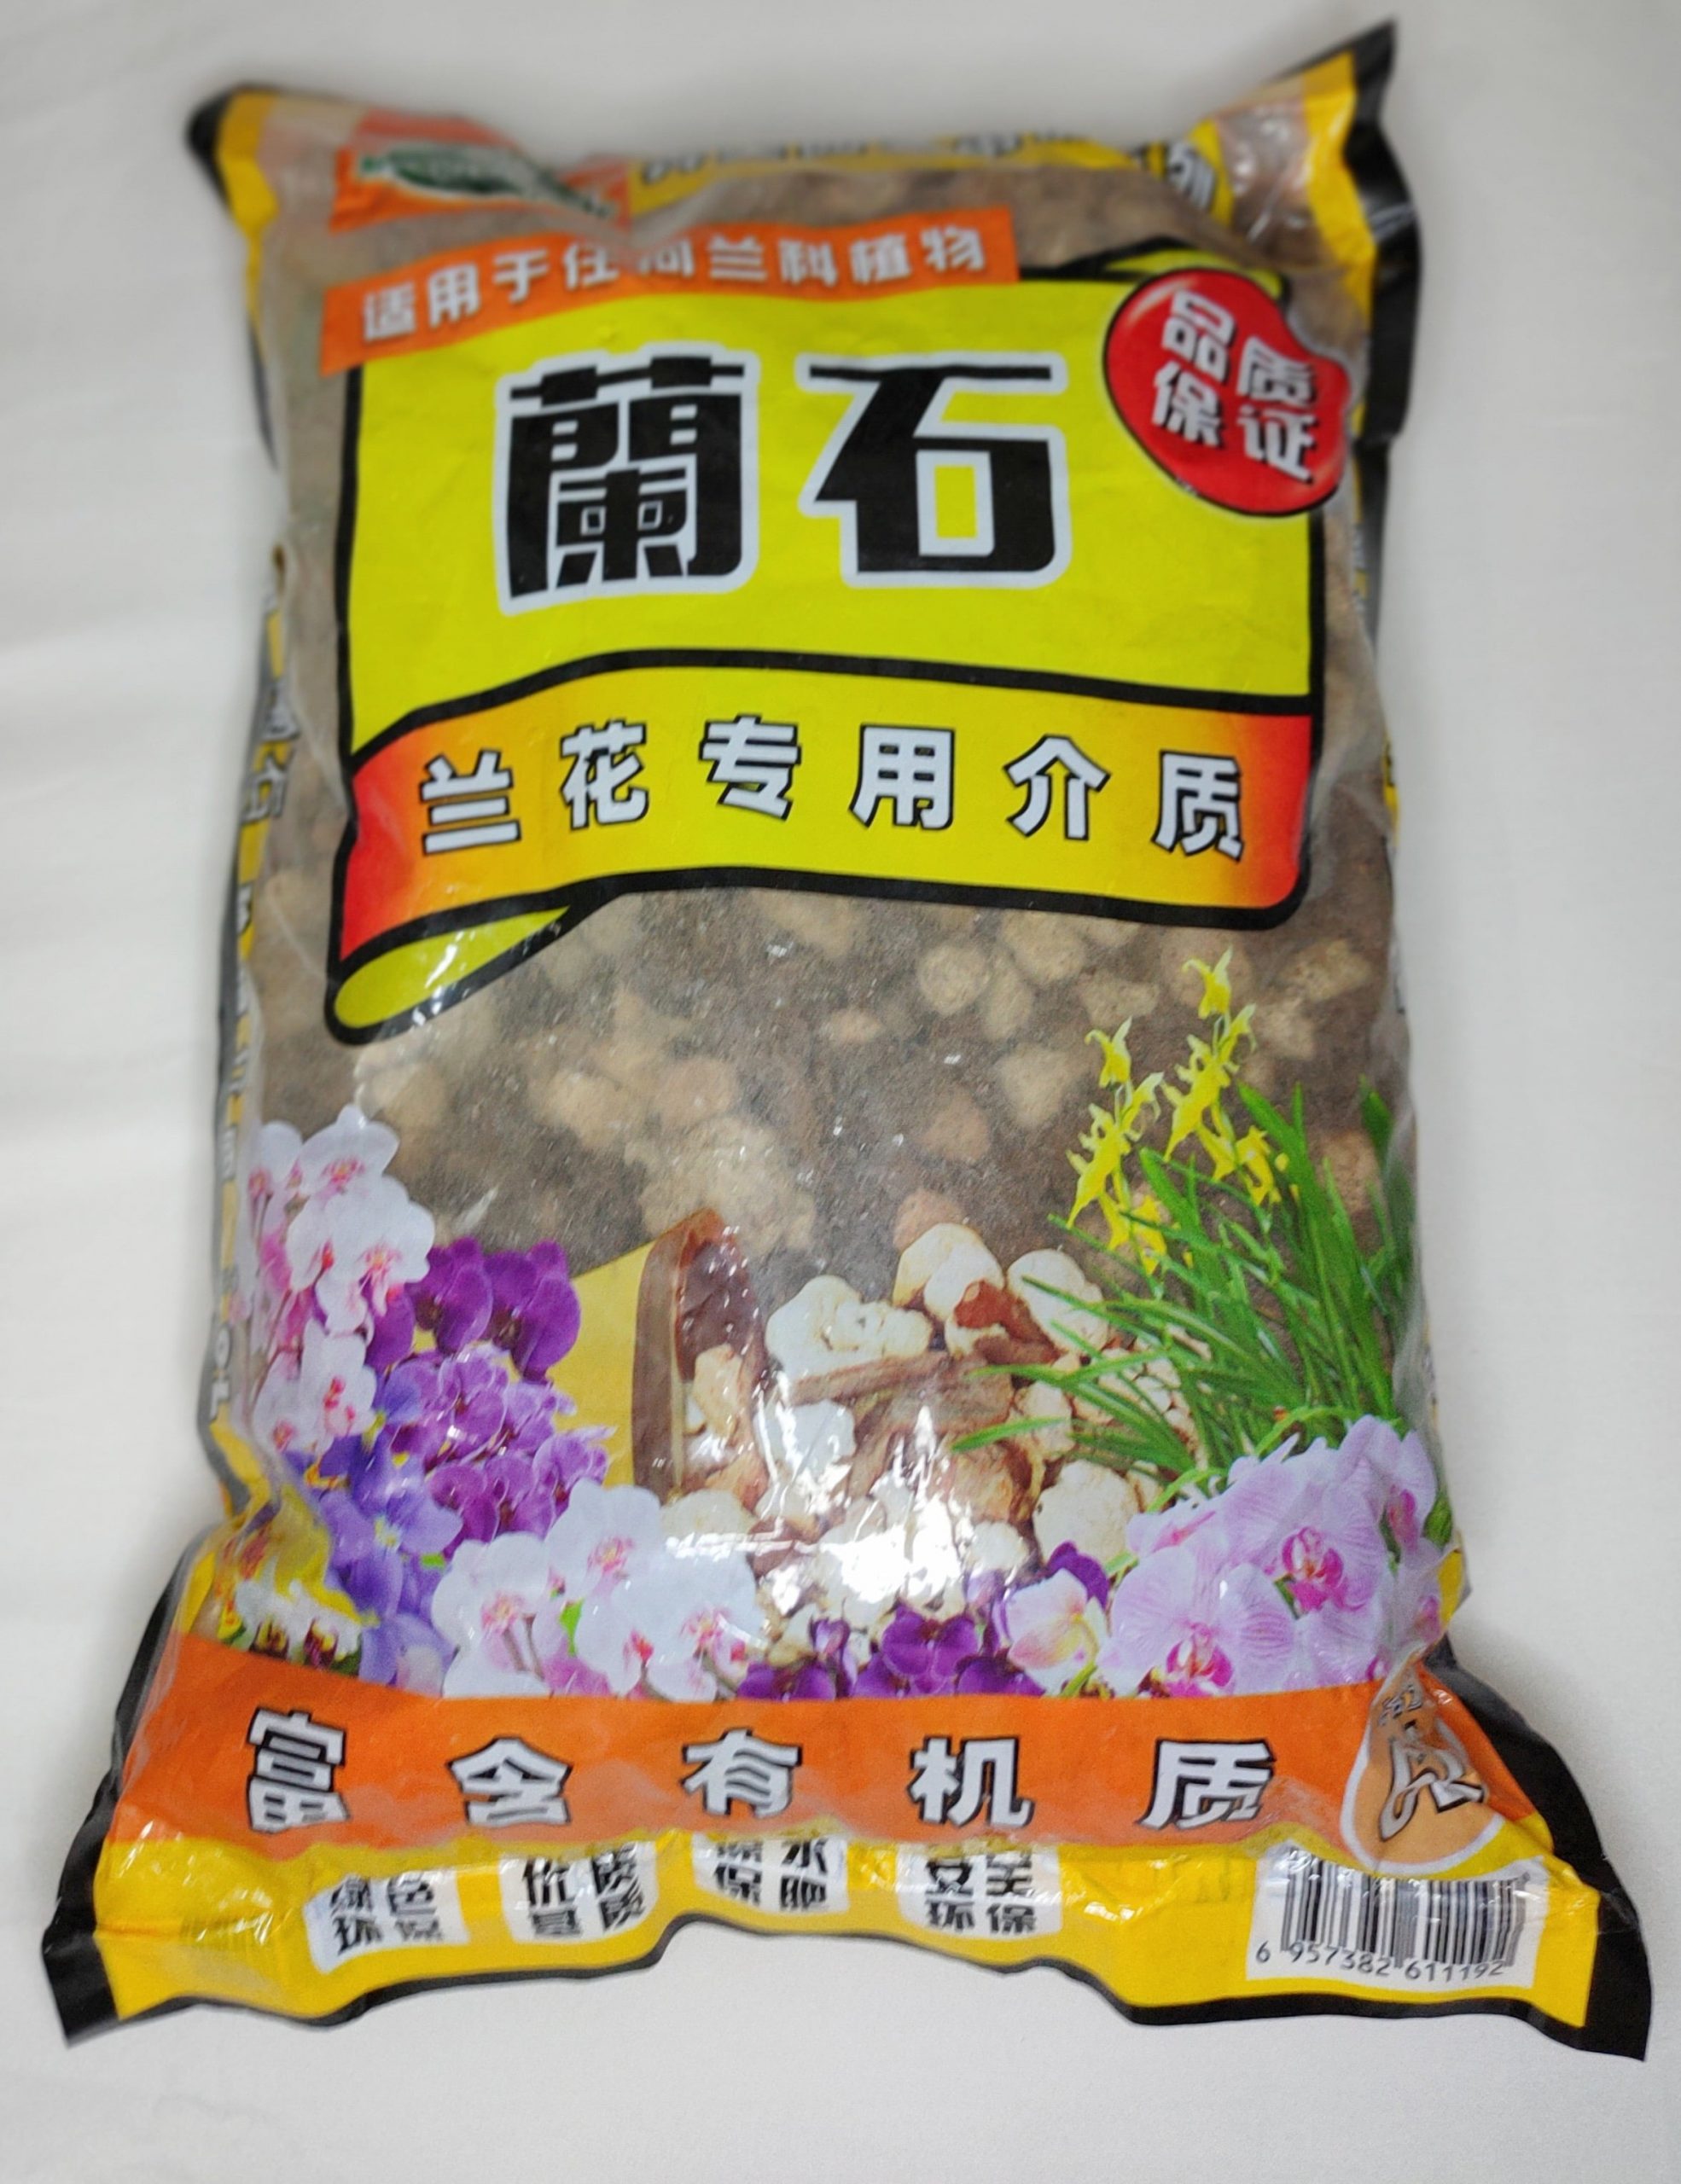 适用于任何兰科植物
蘭石
品质
保证
兰花专用介质
富含有机质
绿色
环保
优质
基质
保水
保肥
安全
环保
6 957382 611192